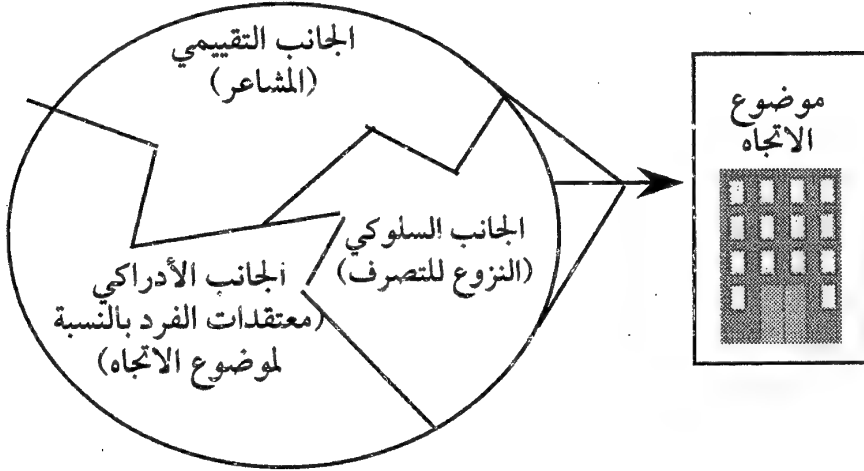 الجانب التقييمي
(المشاعر)
موضوع
الاتجاه
الجانب السلوكي
(النزوع للتصرف)
الجانب الأدراكي
(معتقدات الفرد بالنسبة
لموضوع الاتجاه)